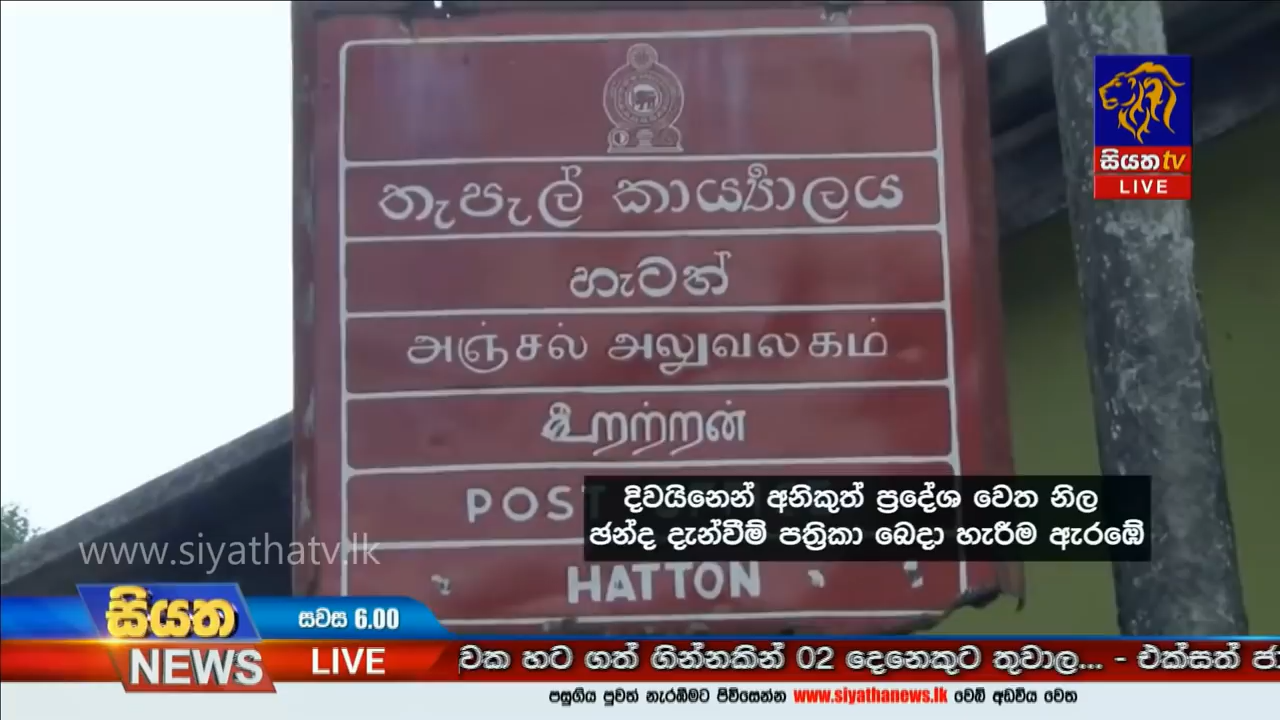 සියත tv
LIVE
තැපැල් කාර්‍ය්‍යාලය
හැටන්
அஞ்சல் அலுவலகம்
ஹற்றன்
POST
HATTON
දිවයිනෙන් අනිකුත් ප්‍රදේශ වෙත නිල
ඡන්ද දැන්වීම් පත්‍රිකා බෙදා හැරීම ඇරඹේ
www.siyathatv.lk
සියත
NEWS
සවස 6.00
LIVE
හට ගත් ගින්නකින් 02 දෙනෙකුට තුවාල... - එක්සත්
පසුගිය පුවත් නැරඹීමට පිවිසෙන්න www.siyathanews.lk වෙබ් අඩවිය වෙත